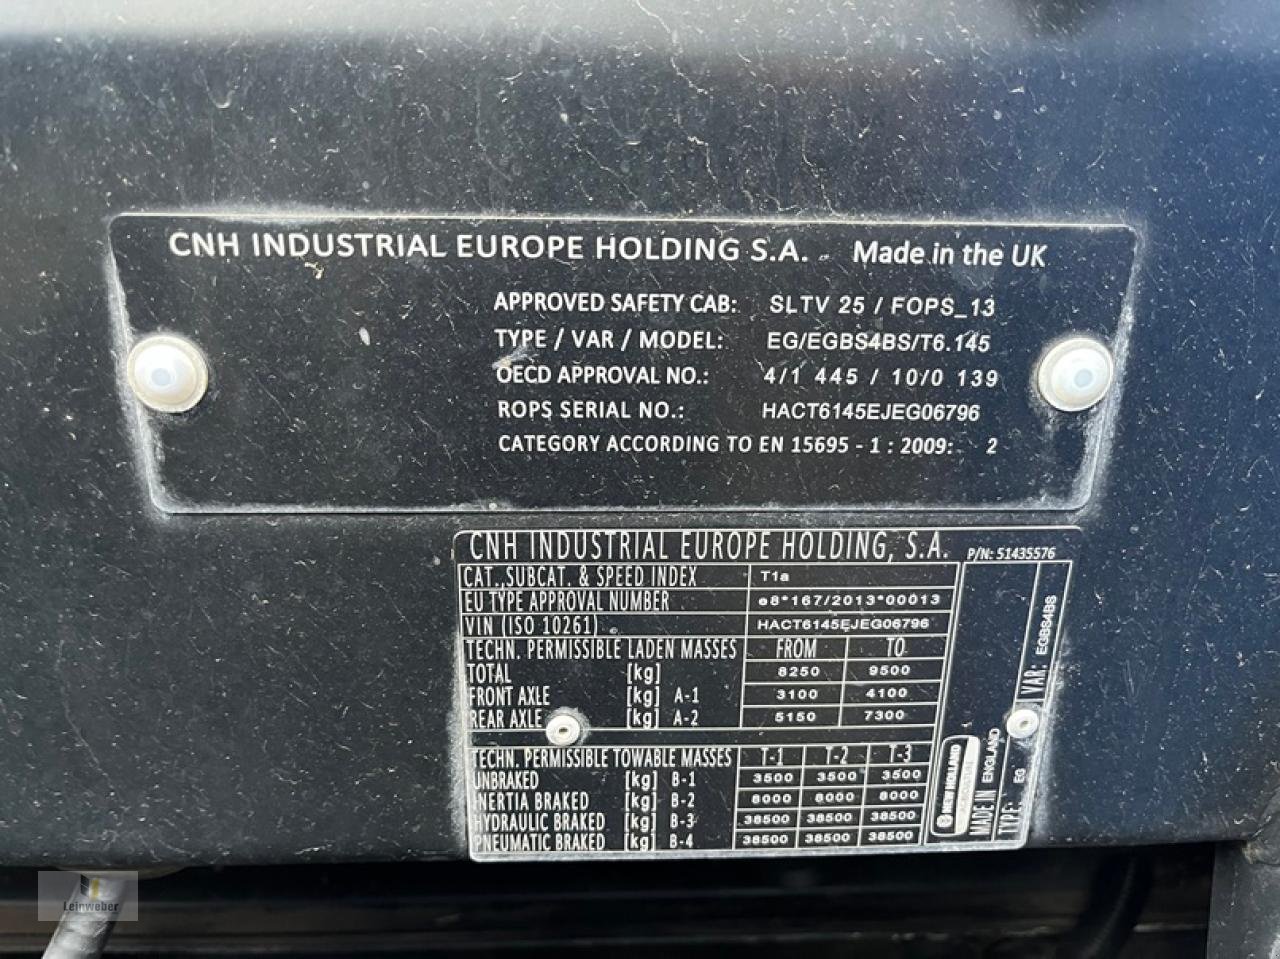 CNH INDUSTRIAL EUROPE HOLDING S.A. Made in the UK
APPROVED SAFETY CAB: SLTV 25 / FOPS_13
TYPE / VAR / MODEL: EG/EGBS4BS/T6.145
OECD APPROVAL NO.: 4/1 445 / 10/0 139
ROPS SERIAL NO.: HACT6145EJEG06796
CATEGORY ACCORDING TO EN 15695 - 1 : 2009: 2
CNH INDUSTRIAL EUROPE HOLDING, S.A. P/N: 51435576
CAT.,SUBCAT. & SPEED INDEX T1a
EU TYPE APPROVAL NUMBER e8*167/2013*00013
VIN (ISO 10261) HACT6145EJEG06796
TECHN. PERMISSIBLE LADEN MASSES FROM TO
TOTAL [kg] 8250 9500
FRONT AXLE [kg] A-1 3100 4100
REAR AXLE [kg] A-2 5150 7300
TECHN. PERMISSIBLE TOWABLE MASSES T-1 T-2 T-3
UNBRAKED [kg] B-1 3500 3500 3500
INERTIA BRAKED [kg] B-2 8000 8000 8000
HYDRAULIC BRAKED [kg] B-3 38500 38500 38500
PNEUMATIC BRAKED [kg] B-4 38500 38500 38500
NEW HOLLAND
MADE IN ENGLAND
TYPE: EG VAR: EGBS4BS
Leinweber